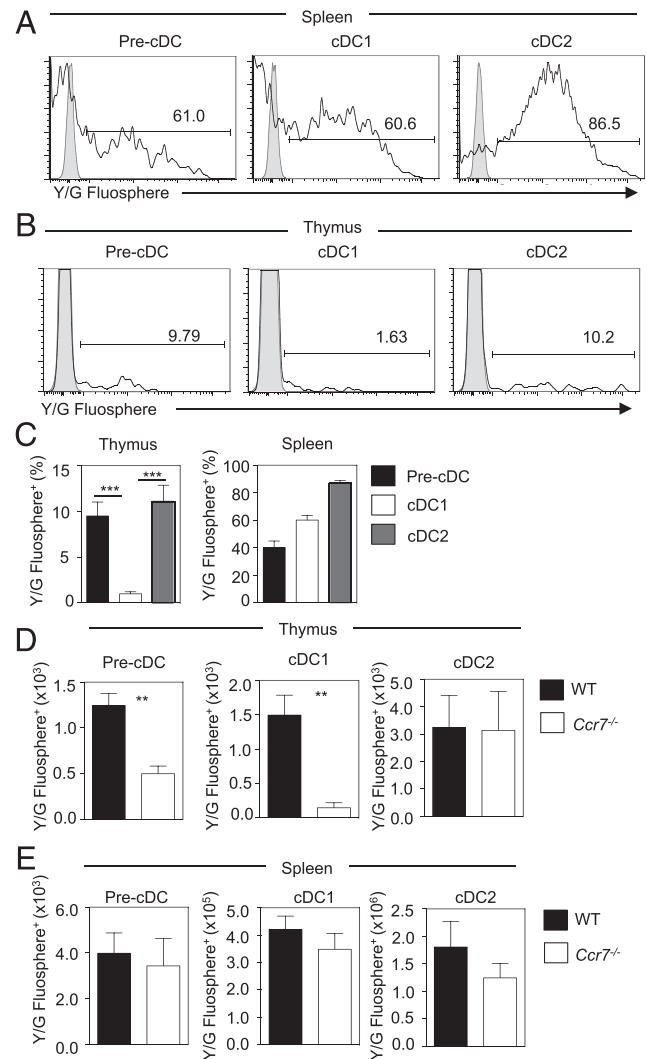 A
Spleen
Pre-cDC cDC1 cDC2
61.0 60.6 86.5
Y/G Fluosphere
B
Thymus
Pre-cDC cDC1 cDC2
9.79 1.63 10.2
Y/G Fluosphere
C
Thymus Spleen
Y/G Fluosphere⁺ (%)
15
10
5
0
*** ***
Y/G Fluosphere⁺ (%)
100
80
60
40
20
0
Pre-cDC
cDC1
cDC2
D
Thymus
Pre-cDC cDC1 cDC2
Y/G Fluosphere⁺ (x10³)
1.5
1.0
0.5
0.0
**
Y/G Fluosphere⁺ (x10³)
2.0
1.5
1.0
0.5
0.0
**
Y/G Fluosphere⁺ (x10³)
5.0
4.0
3.0
2.0
1.0
0.0
WT
Ccr7⁻/⁻
E
Spleen
Pre-cDC cDC1 cDC2
Y/G Fluosphere⁺ (x10³)
6.0
4.0
2.0
0.0
Y/G Fluosphere⁺ (x10⁵)
5.0
4.0
3.0
2.0
1.0
0.0
Y/G Fluosphere⁺ (x10⁶)
2.5
2.0
1.5
1.0
0.5
0.0
WT
Ccr7⁻/⁻